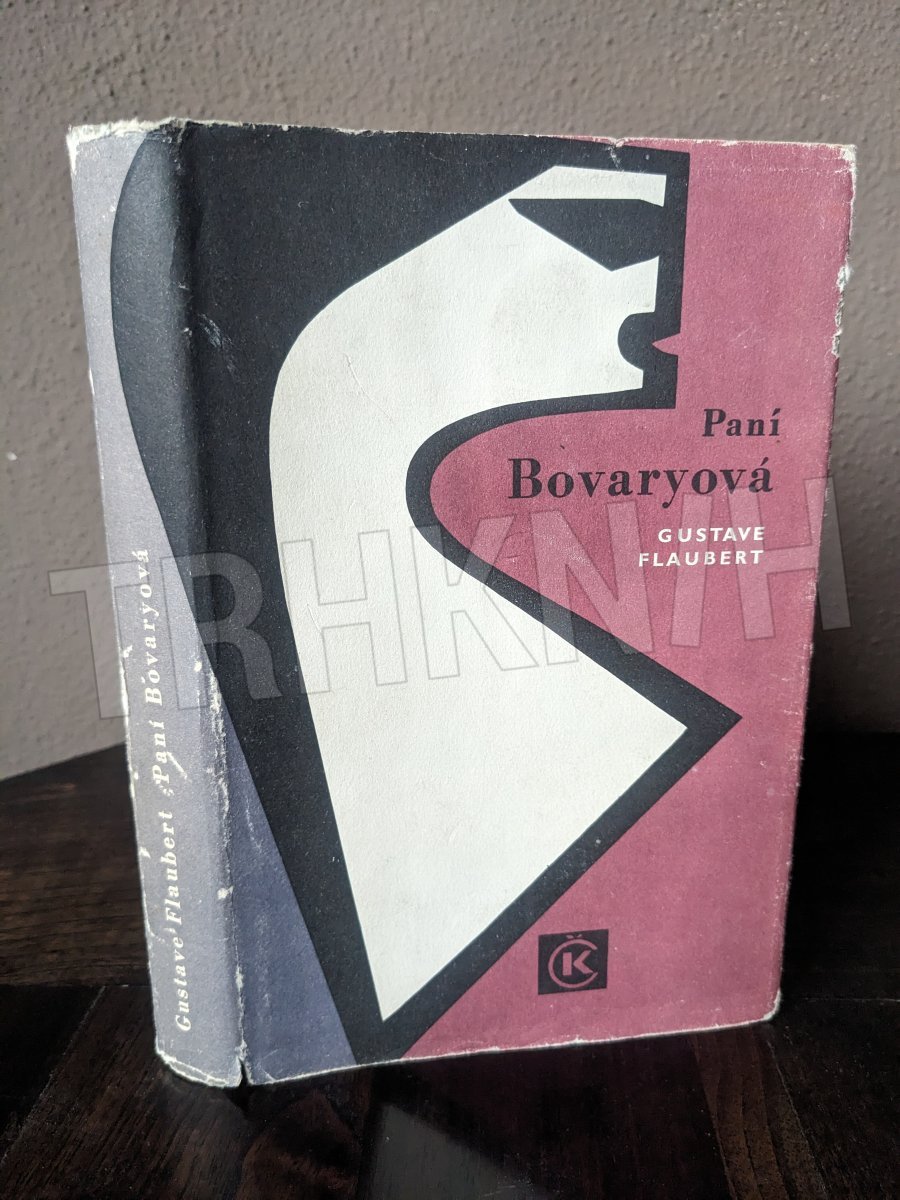 Paní
Bovaryová
GUSTAVE
FLAUBERT
ČK
Gustave Flaubert Paní Bovaryová
TRHKNIH